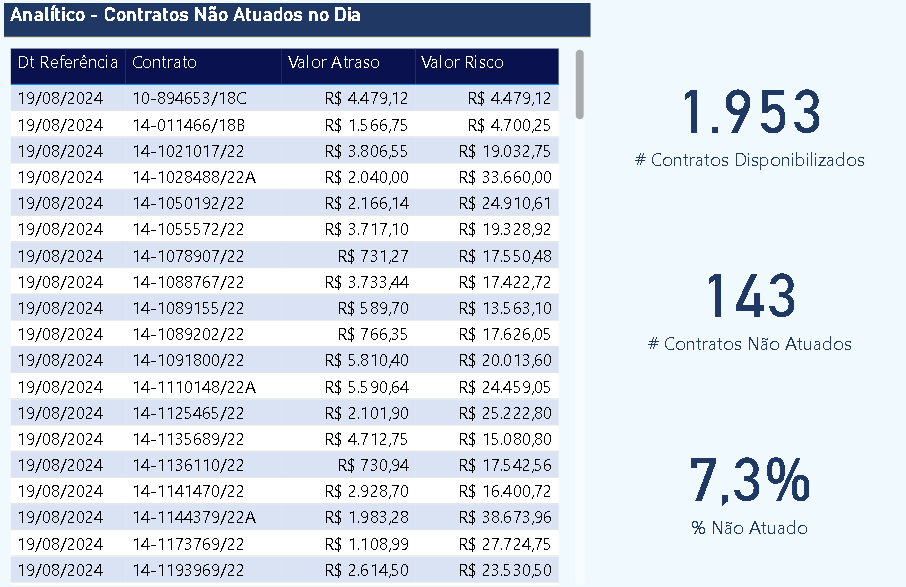 Analítico - Contratos Não Atuados no Dia
Dt Referência Contrato Valor Atraso Valor Risco
19/08/2024 10-894653/18C R$ 4.479,12 R$ 4.479,12
19/08/2024 14-011466/18B R$ 1.566,75 R$ 4.700,25
19/08/2024 14-1021017/22 R$ 3.806,55 R$ 19.032,75
19/08/2024 14-1028488/22A R$ 2.040,00 R$ 33.660,00
19/08/2024 14-1050192/22 R$ 2.166,14 R$ 24.910,61
19/08/2024 14-1055572/22 R$ 3.717,10 R$ 19.328,92
19/08/2024 14-1078907/22 R$ 731,27 R$ 17.550,48
19/08/2024 14-1088767/22 R$ 3.733,44 R$ 17.422,72
19/08/2024 14-1089155/22 R$ 589,70 R$ 13.563,10
19/08/2024 14-1089202/22 R$ 766,35 R$ 17.626,05
19/08/2024 14-1091800/22 R$ 5.810,40 R$ 20.013,60
19/08/2024 14-1110148/22A R$ 5.590,64 R$ 24.459,05
19/08/2024 14-1125465/22 R$ 2.101,90 R$ 25.222,80
19/08/2024 14-1135689/22 R$ 4.712,75 R$ 15.080,80
19/08/2024 14-1136110/22 R$ 730,94 R$ 17.542,56
19/08/2024 14-1141470/22 R$ 2.928,70 R$ 16.400,72
19/08/2024 14-1144379/22A R$ 1.983,28 R$ 38.673,96
19/08/2024 14-1173769/22 R$ 1.108,99 R$ 27.724,75
19/08/2024 14-1193969/22 R$ 2.614,50 R$ 23.530,50
1.953
# Contratos Disponibilizados
143
# Contratos Não Atuados
7,3%
% Não Atuado